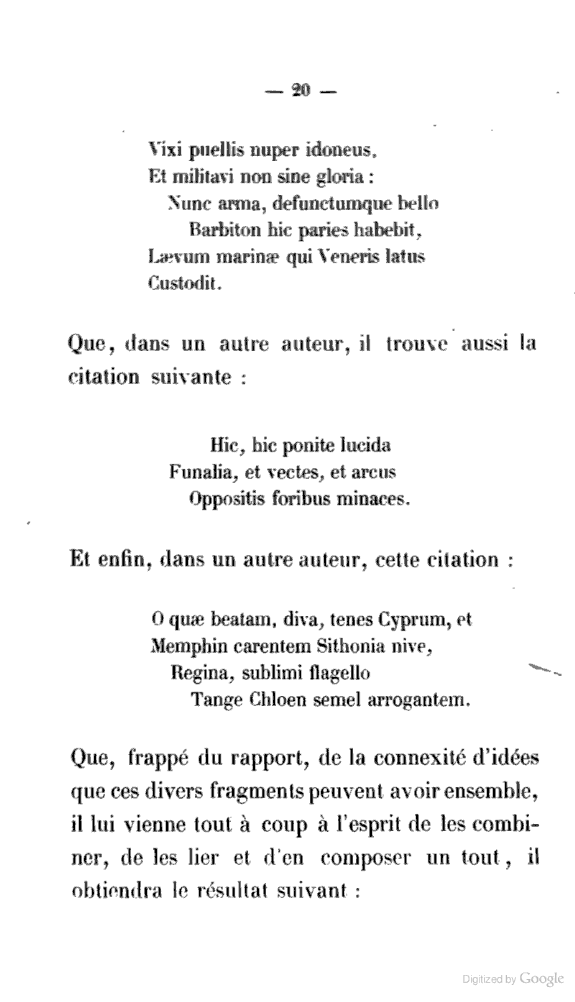 — 20 —
Vixi puellis nuper idoneus,
Et militavi non sine gloria :
Nunc arma, defunctumque bello
Barbiton hic paries habebit,
Lævum marinæ qui Veneris latus
Custodit.
Que, dans un autre auteur, il trouve aussi la
citation suivante :
Hic, hic ponite lucida
Funalia, et vectes, et arcus
Oppositis foribus minaces.
Et enfin, dans un autre auteur, cette citation :
O quæ beatam, diva, tenes Cyprum, et
Memphin carentem Sithonia nive,
Regina, sublimi flagello
Tange Chloen semel arrogantem.
Que, frappé du rapport, de la connexité d'idées
que ces divers fragments peuvent avoir ensemble,
il lui vienne tout à coup à l'esprit de les combi-
ner, de les lier et d'en composer un tout, il
obtiendra le résultat suivant :
Digitized by Google